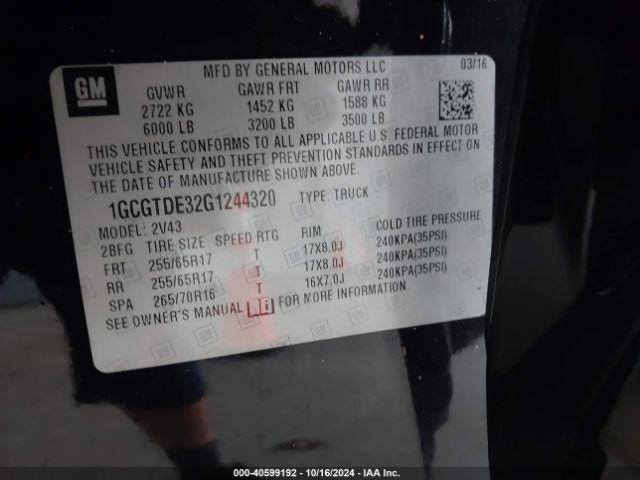 GM
MFD BY GENERAL MOTORS LLC 03/16
GVWR GAWR FRT GAWR RR
2722 KG 1452 KG 1588 KG
6000 LB 3200 LB 3500 LB
THIS VEHICLE CONFORMS TO ALL APPLICABLE U.S. FEDERAL MOTOR
VEHICLE SAFETY AND THEFT PREVENTION STANDARDS IN EFFECT ON
THE DATE OF MANUFACTURE SHOWN ABOVE.
1GCGTDE32G1244320 TYPE: TRUCK
MODEL: 2V43
2BFG TIRE SIZE SPEED RTG RIM COLD TIRE PRESSURE
FRT 255/65R17 T 17X8.0J 240KPA(35PSI)
RR 255/65R17 T 17X8.0J 240KPA(35PSI)
SPA 265/70R16 T 16X7.0J 240KPA(35PSI)
SEE OWNER'S MANUAL FOR MORE INFORMATION.
000-40599192 - 10/16/2024 - IAA Inc.